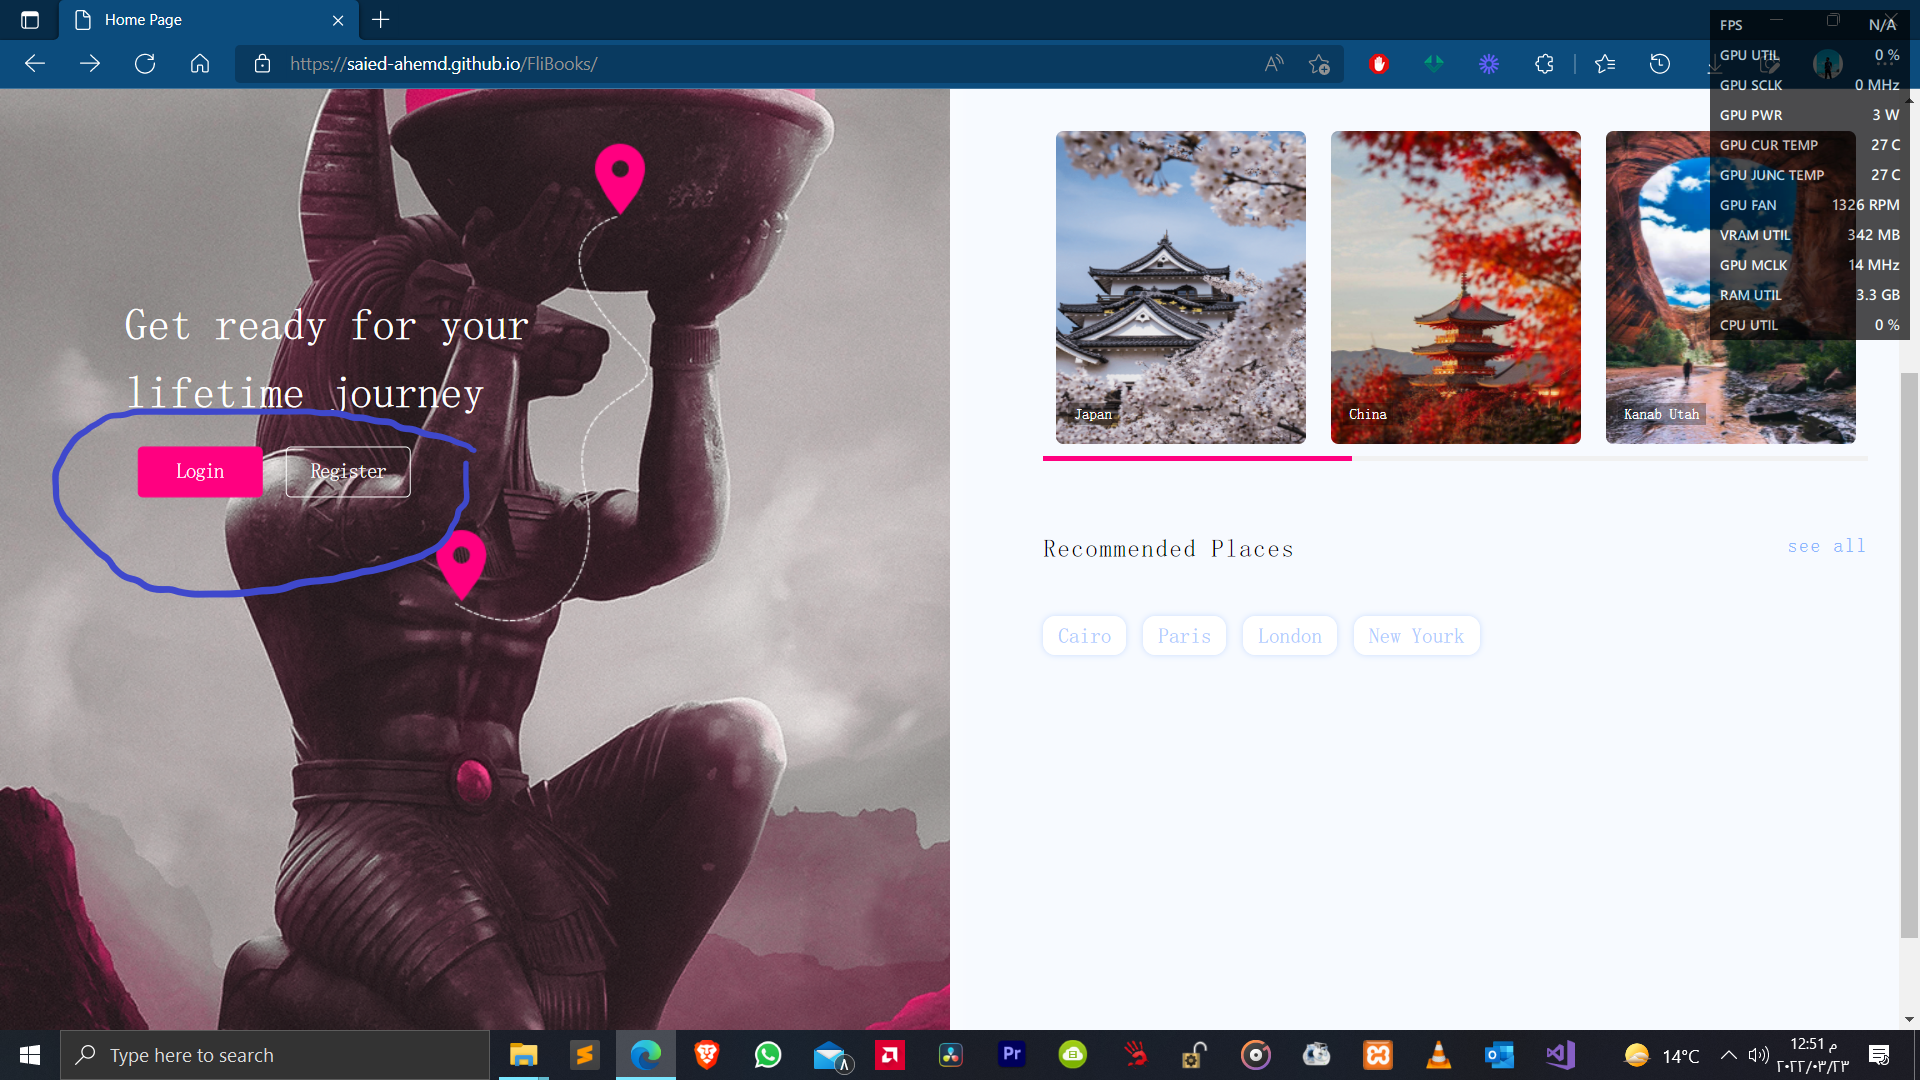 Home Page
https://saied-ahemd.github.io/FliBooks/
FPS N/A
GPU UTIL 0 %
GPU SCLK 0 MHz
GPU PWR 3 W
GPU CUR TEMP 27 C
GPU JUNC TEMP 27 C
GPU FAN 1326 RPM
VRAM UTIL 342 MB
GPU MCLK 14 MHz
RAM UTIL 3.3 GB
CPU UTIL 0 %
Get ready for your
lifetime journey
Login
Register
Japan
China
Kanab Utah
Recommended Places
see all
Cairo
Paris
London
New Yourk
Type here to search
Pr
14°C
12:51 م
٢٠٢٢/٠٣/٢٣